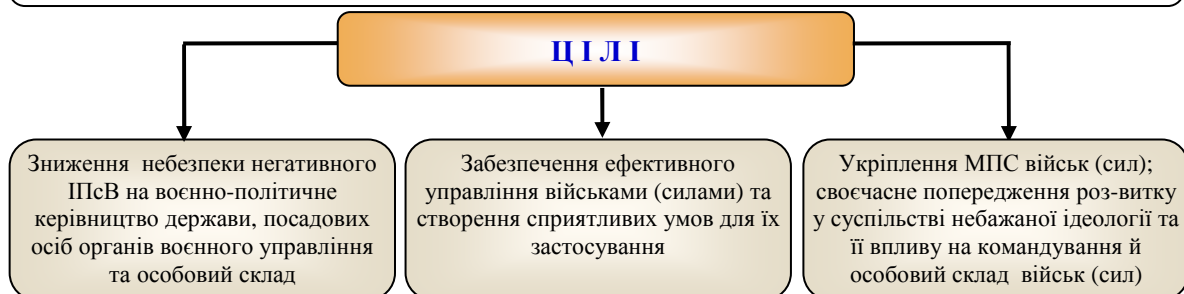 Ц І Л І
Зниження небезпеки негативного
ІПсВ на воєнно-політичне
керівництво держави, посадових
осіб органів воєнного управління
та особовий склад
Забезпечення ефективного
управління військами (силами) та
створення сприятливих умов для їх
застосування
Укріплення МПС військ (сил);
своєчасне попередження роз-витку
у суспільстві небажаної ідеології та
її впливу на командування й
особовий склад військ (сил)